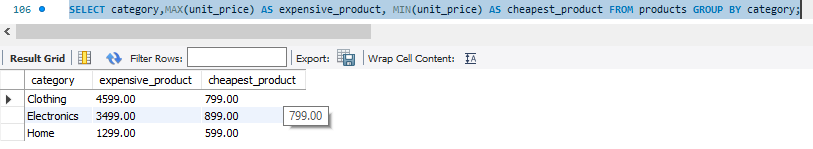 106 SELECT category,MAX(unit_price) AS expensive_product, MIN(unit_price) AS cheapest_product FROM products GROUP BY category;
Result Grid Filter Rows: Export: Wrap Cell Content:
category expensive_product cheapest_product
Clothing 4599.00 799.00
Electronics 3499.00 899.00 799.00
Home 1299.00 599.00